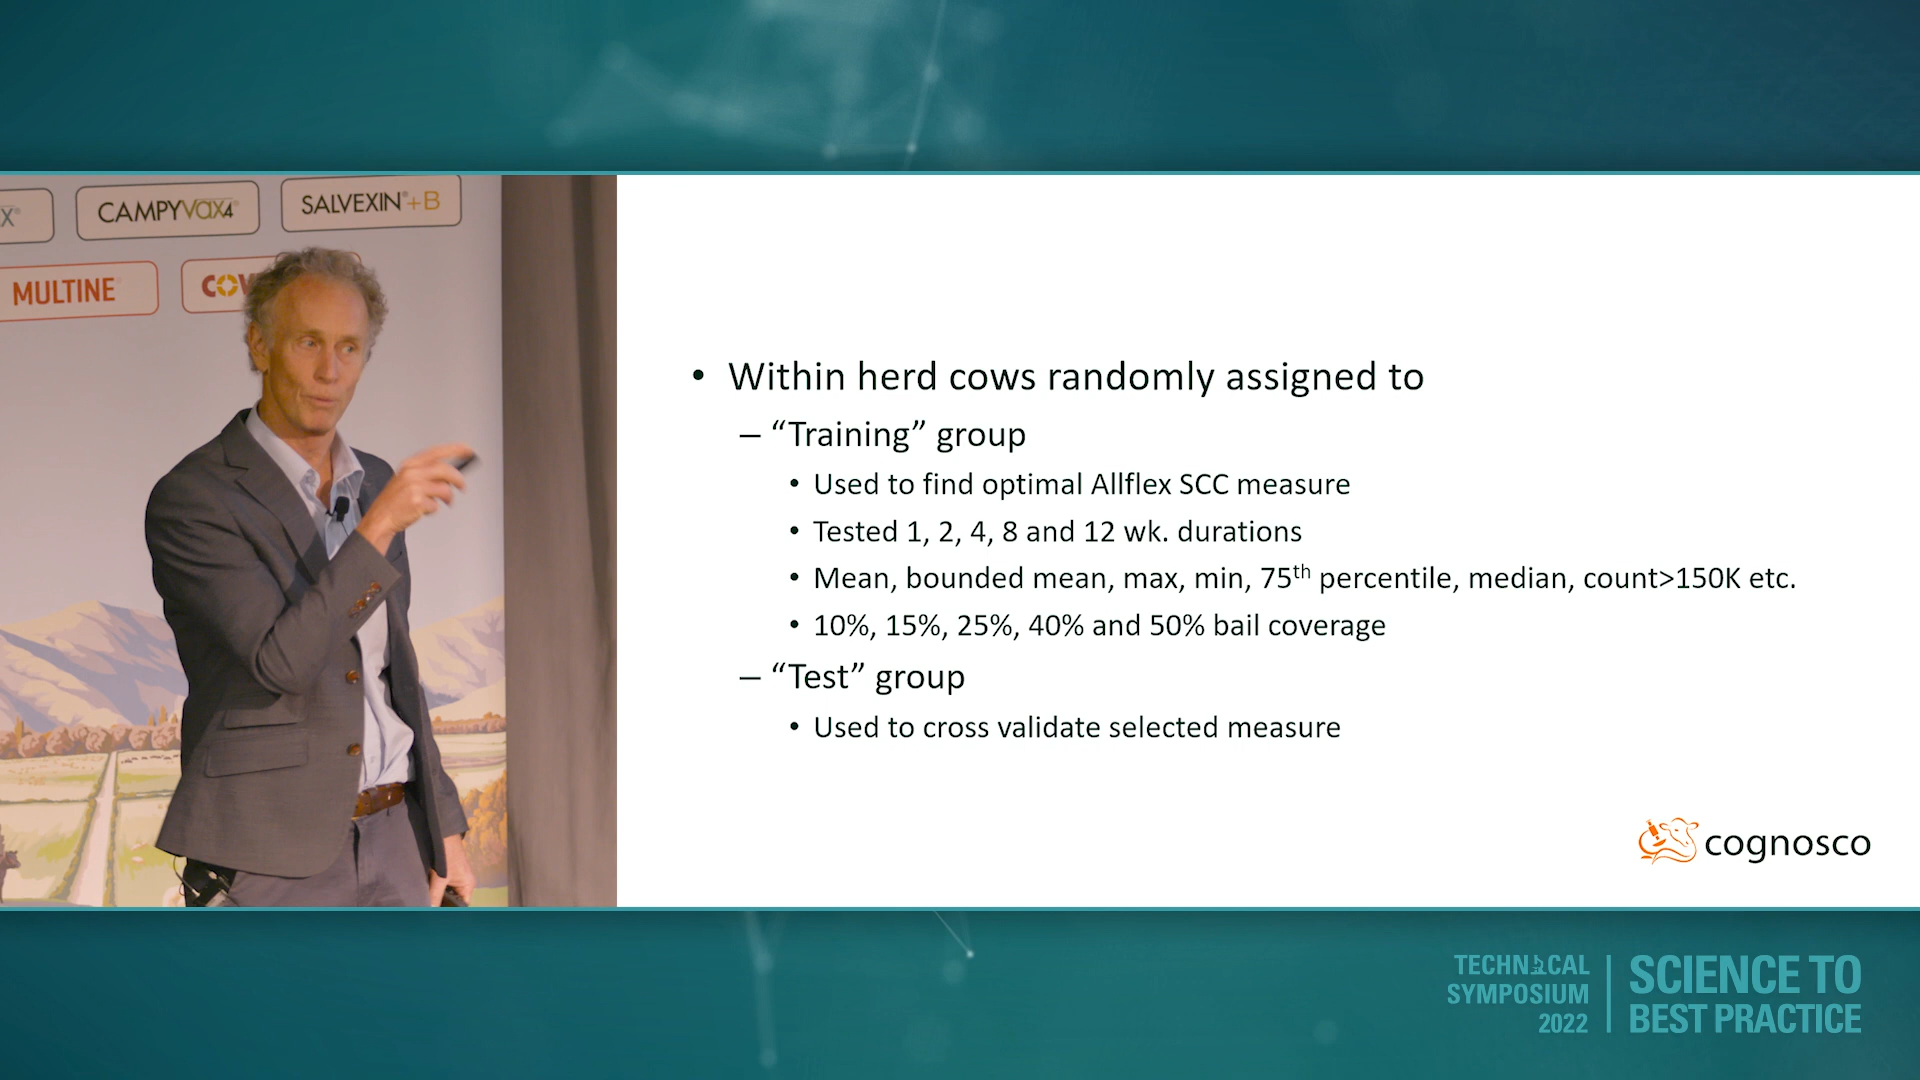 X®
CAMPYVAX4®
SALVEXIN®+B
MULTINE®
• Within herd cows randomly assigned to
– “Training” group
• Used to find optimal Allflex SCC measure
• Tested 1, 2, 4, 8 and 12 wk. durations
• Mean, bounded mean, max, min, 75th percentile, median, count>150K etc.
• 10%, 15%, 25%, 40% and 50% bail coverage
– “Test” group
• Used to cross validate selected measure
cognosco
TECHNICAL
SYMPOSIUM
2022
SCIENCE TO
BEST PRACTICE